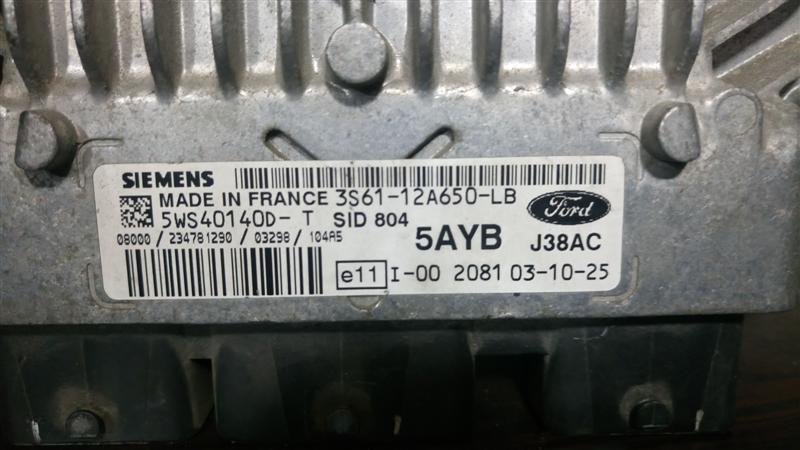 SIEMENS
MADE IN FRANCE 3S61-12A650-LB
5WS40140D-T SID 804
Ford
08000 / 234781290 / 03298 / 104A5
5AYB J38AC
e11 I-00 2081 03-10-25